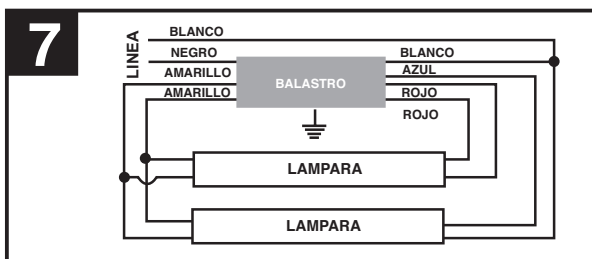 7
LINEA
BLANCO
NEGRO
AMARILLO
AMARILLO
BALASTRO
BLANCO
AZUL
ROJO
ROJO
LAMPARA
LAMPARA